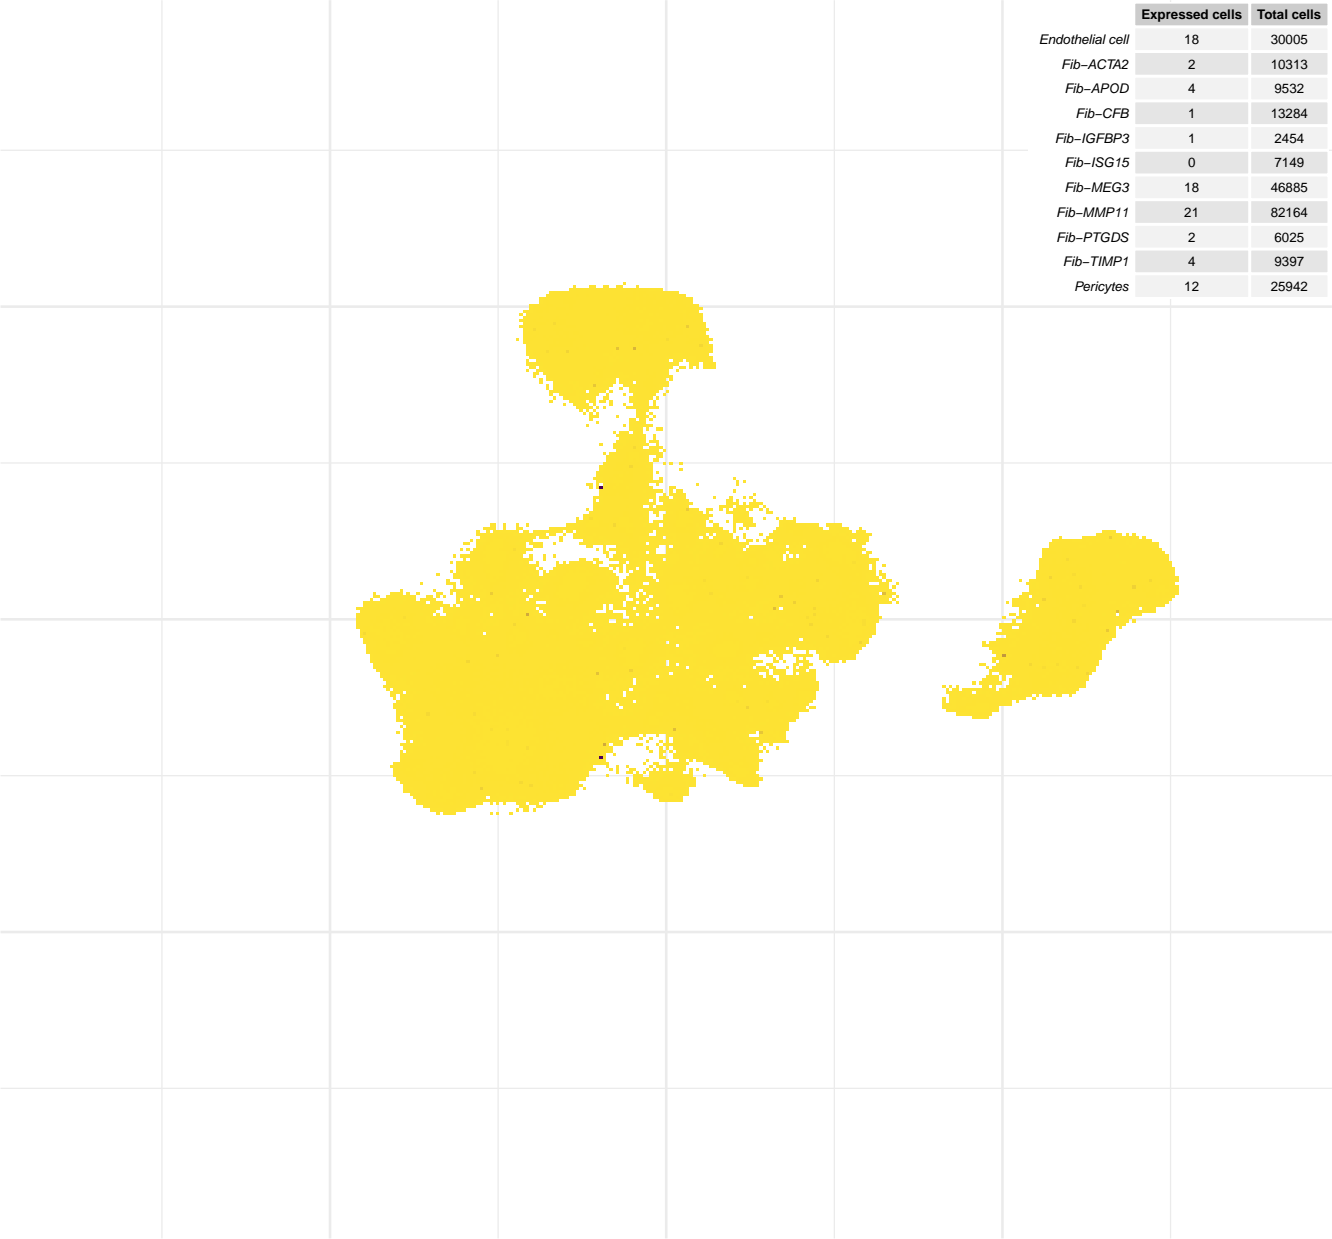 Expressed cells Total cells
Endothelial cell 18 30005
Fib−ACTA2 2 10313
Fib−APOD 4 9532
Fib−CFB 1 13284
Fib−IGFBP3 1 2454
Fib−ISG15 0 7149
Fib−MEG3 18 46885
Fib−MMP11 21 82164
Fib−PTGDS 2 6025
Fib−TIMP1 4 9397
Pericytes 12 25942